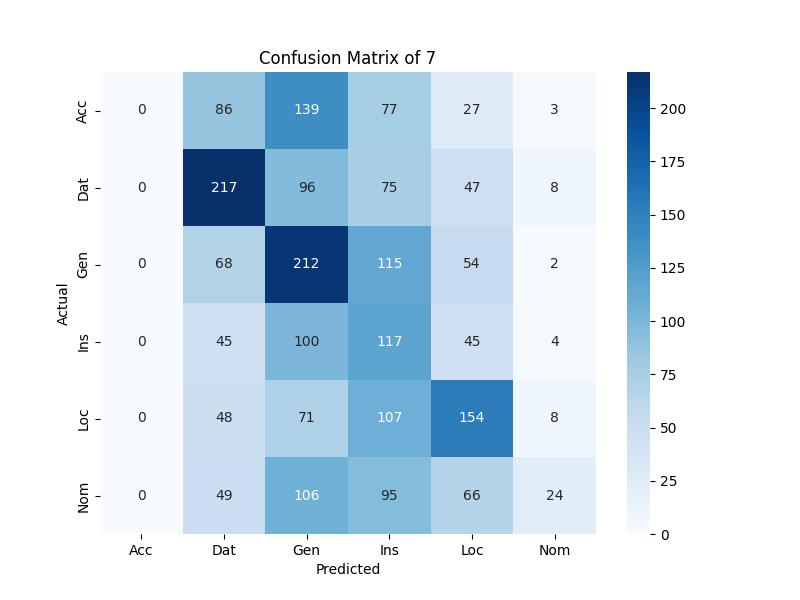 Confusion Matrix of 7
Acc 0 86 139 77 27 3
Dat 0 217 96 75 47 8
Gen 0 68 212 115 54 2
Ins 0 45 100 117 45 4
Loc 0 48 71 107 154 8
Nom 0 49 106 95 66 24
Acc Dat Gen Ins Loc Nom
Predicted
Actual
200
175
150
125
100
75
50
25
0